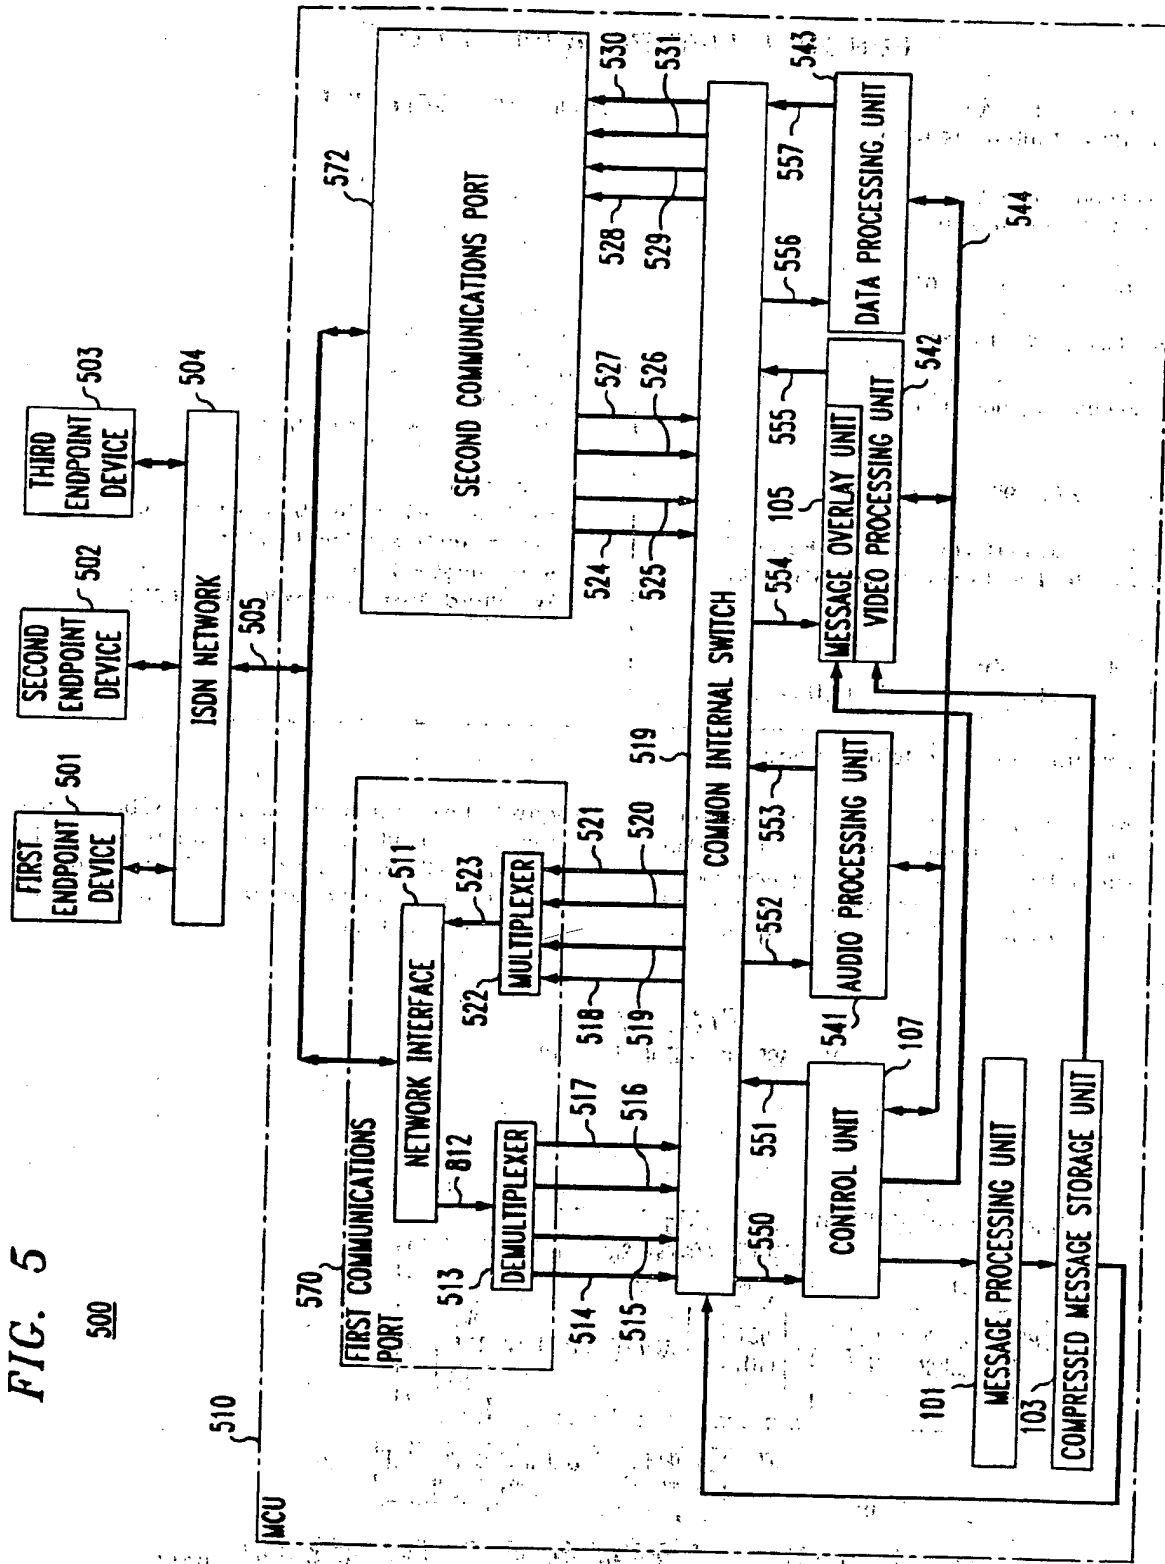 FIG. 5
500
FIRST
ENDPOINT
DEVICE
501
SECOND
ENDPOINT
DEVICE
502
THIRD
ENDPOINT
DEVICE
503
ISDN NETWORK
504
505
510
MCU
570
FIRST COMMUNICATIONS
PORT
NETWORK INTERFACE
511
812
523
513
DEMULTIPLEXER
522
MULTIPLEXER
572
SECOND COMMUNICATIONS PORT
514
515
517
516
518
519
521
520
524
525
527
526
528
529
530
531
519
COMMON INTERNAL SWITCH
550
551
552
553
554
555
556
557
CONTROL UNIT
107
541
AUDIO PROCESSING UNIT
105
MESSAGE OVERLAY UNIT
VIDEO PROCESSING UNIT
542
DATA PROCESSING UNIT
543
544
101
MESSAGE PROCESSING UNIT
103
COMPRESSED MESSAGE STORAGE UNIT